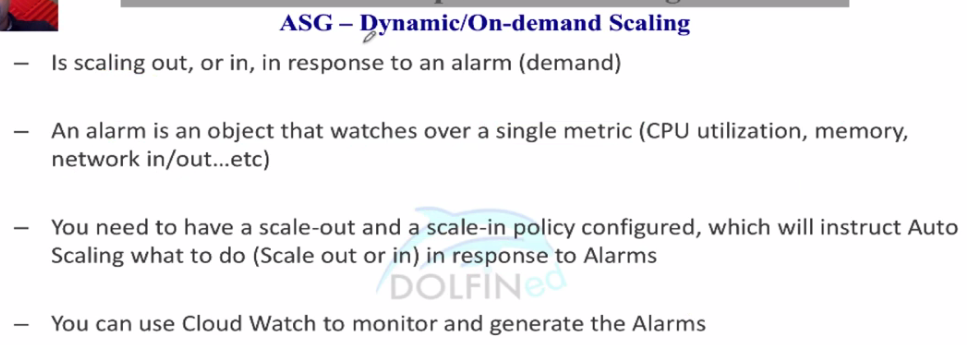 ASG – Dynamic/On-demand Scaling
– Is scaling out, or in, in response to an alarm (demand)
– An alarm is an object that watches over a single metric (CPU utilization, memory,
network in/out...etc)
– You need to have a scale-out and a scale-in policy configured, which will instruct Auto
Scaling what to do (Scale out or in) in response to Alarms
DOLFINed
– You can use Cloud Watch to monitor and generate the Alarms